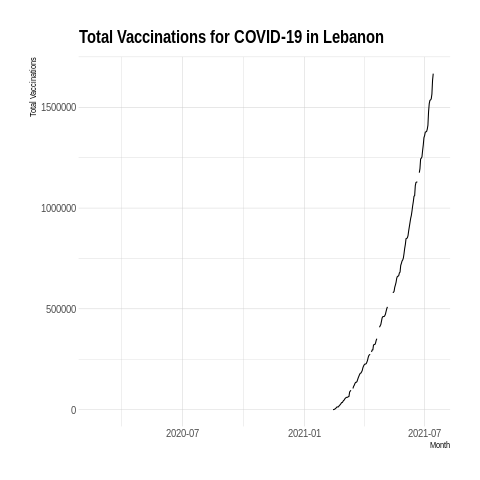 Total Vaccinations for COVID-19 in Lebanon
Total Vaccinations
1500000
1000000
500000
0
2020-07 2021-01 2021-07
Month